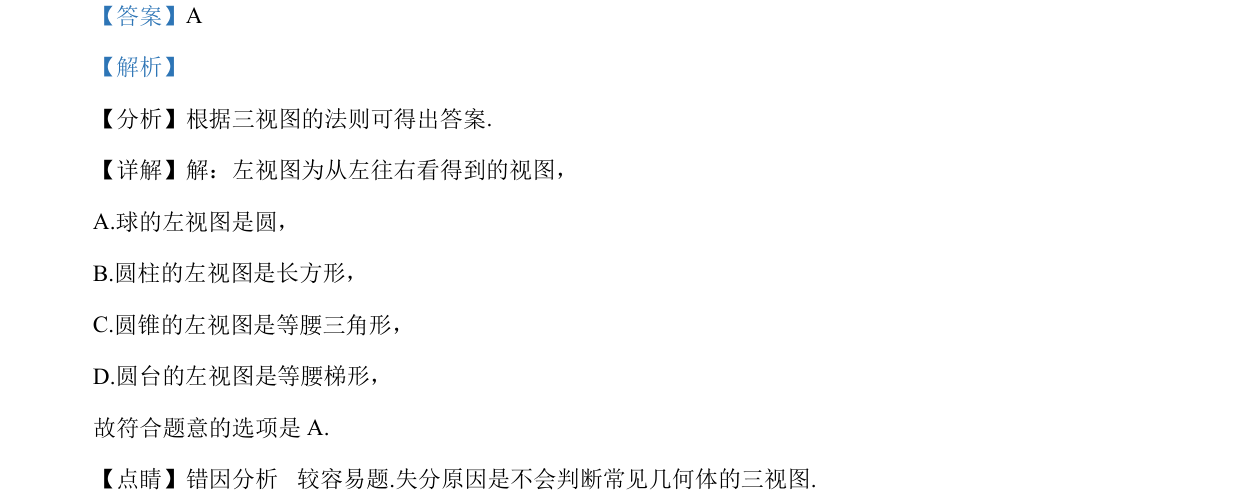 【答案】A
【解析】
【分析】根据三视图的法则可得出答案.
【详解】解：左视图为从左往右看得到的视图，
A.球的左视图是圆，
B.圆柱的左视图是长方形，
C.圆锥的左视图是等腰三角形，
D.圆台的左视图是等腰梯形，
故符合题意的选项是 A.
【点睛】错因分析 较容易题.失分原因是不会判断常见几何体的三视图.